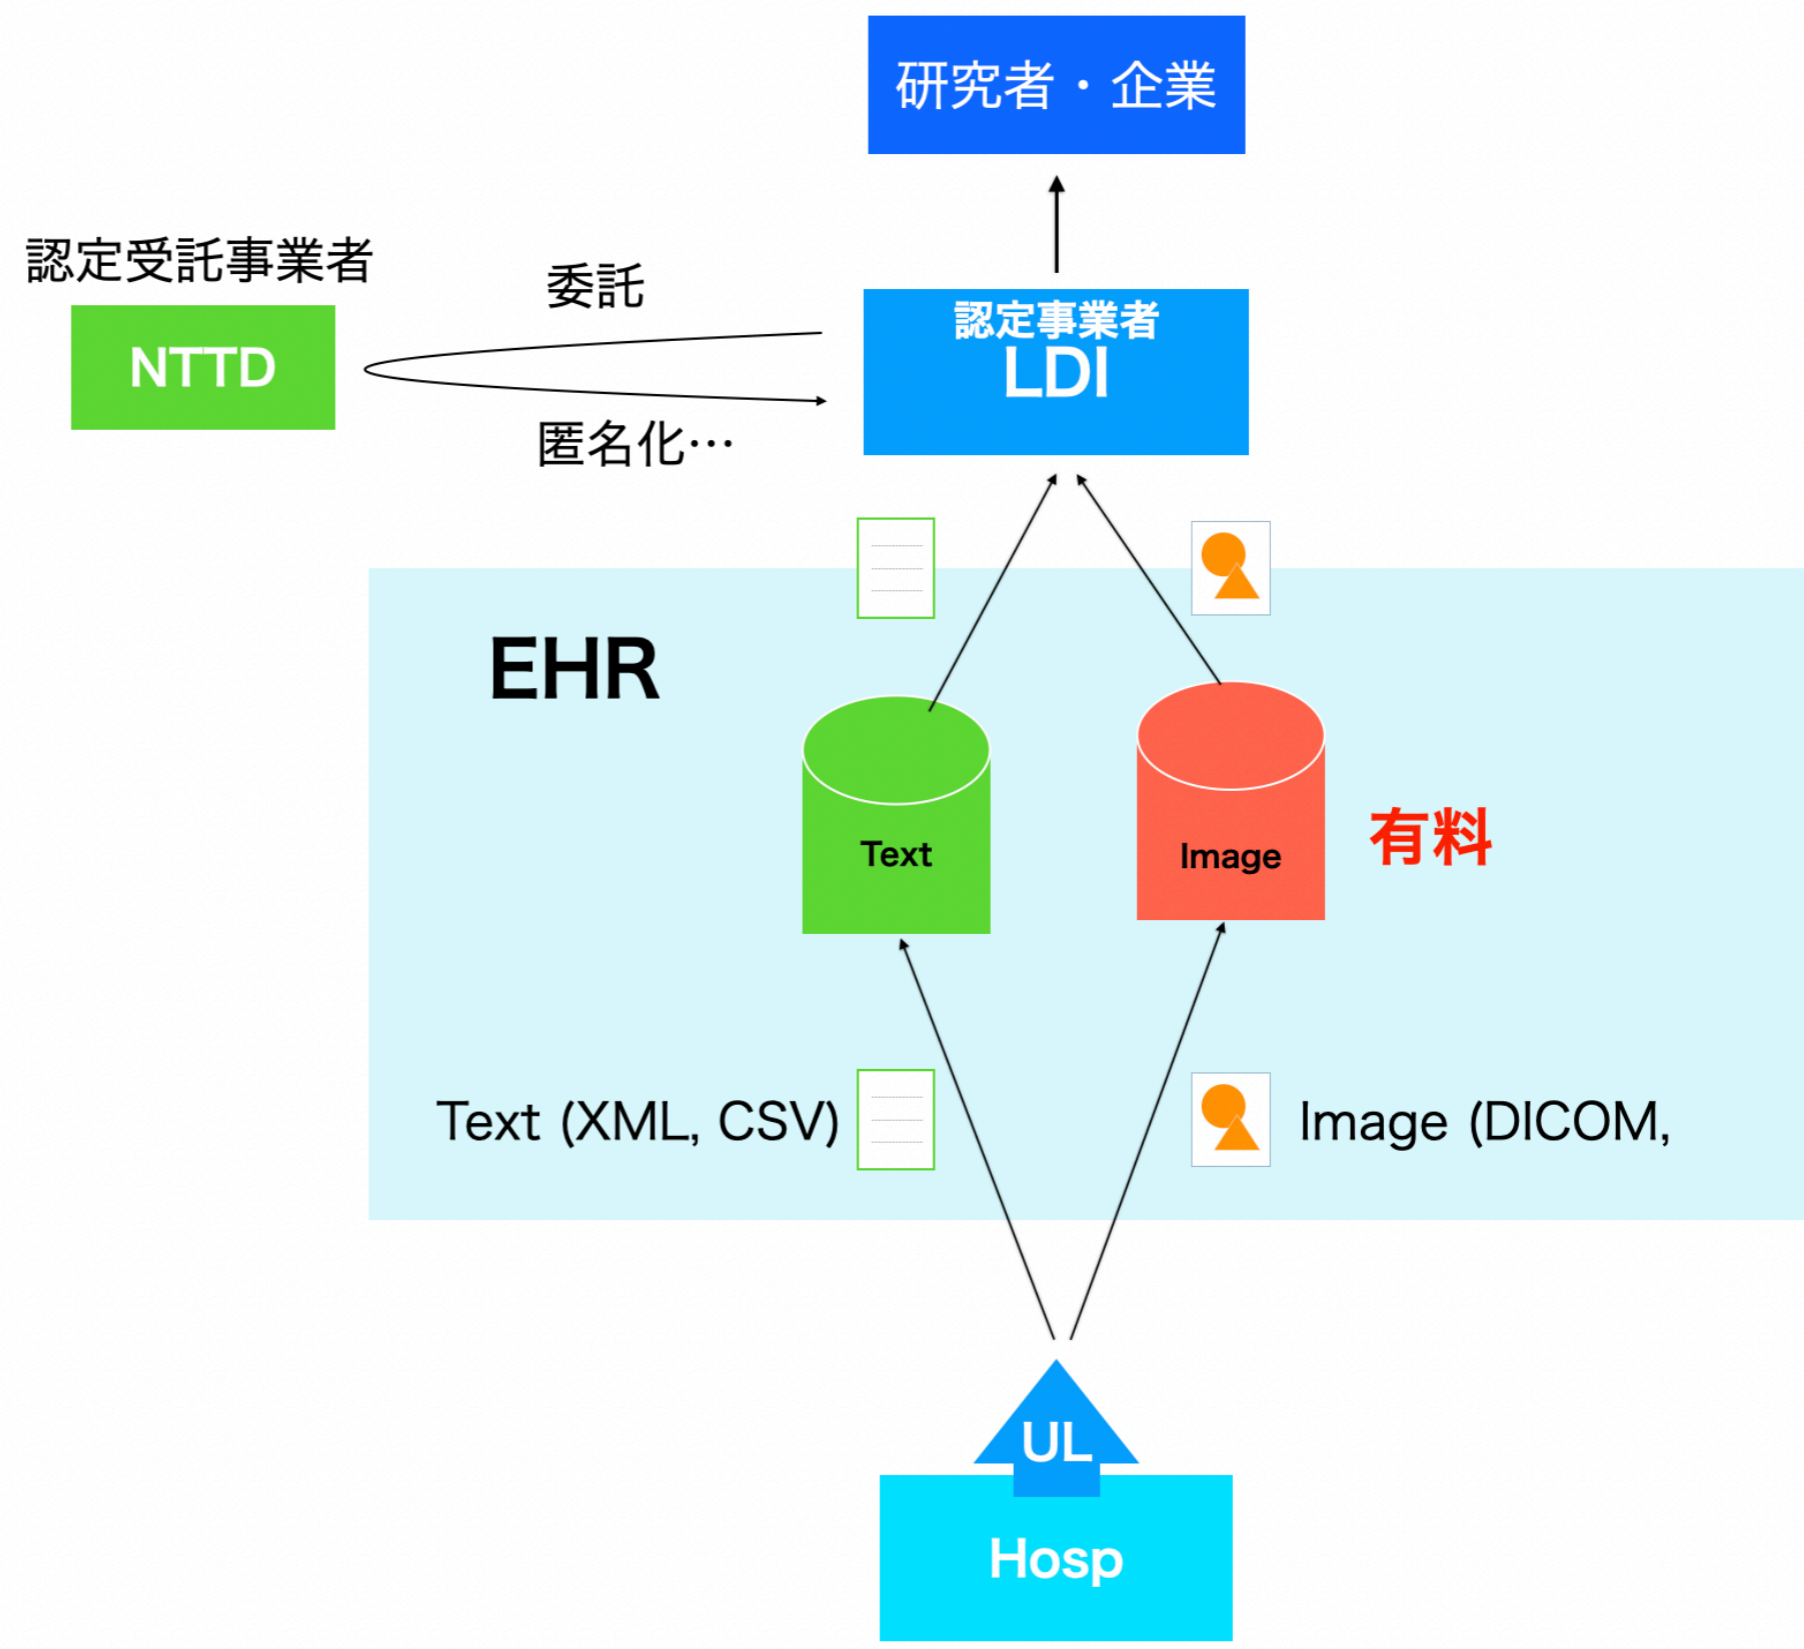 研究者・企業
認定受託事業者
NTTD
委託
匿名化…
認定事業者
LDI
EHR
Text
Image
有料
Text (XML, CSV)
Image (DICOM,
UL
Hosp